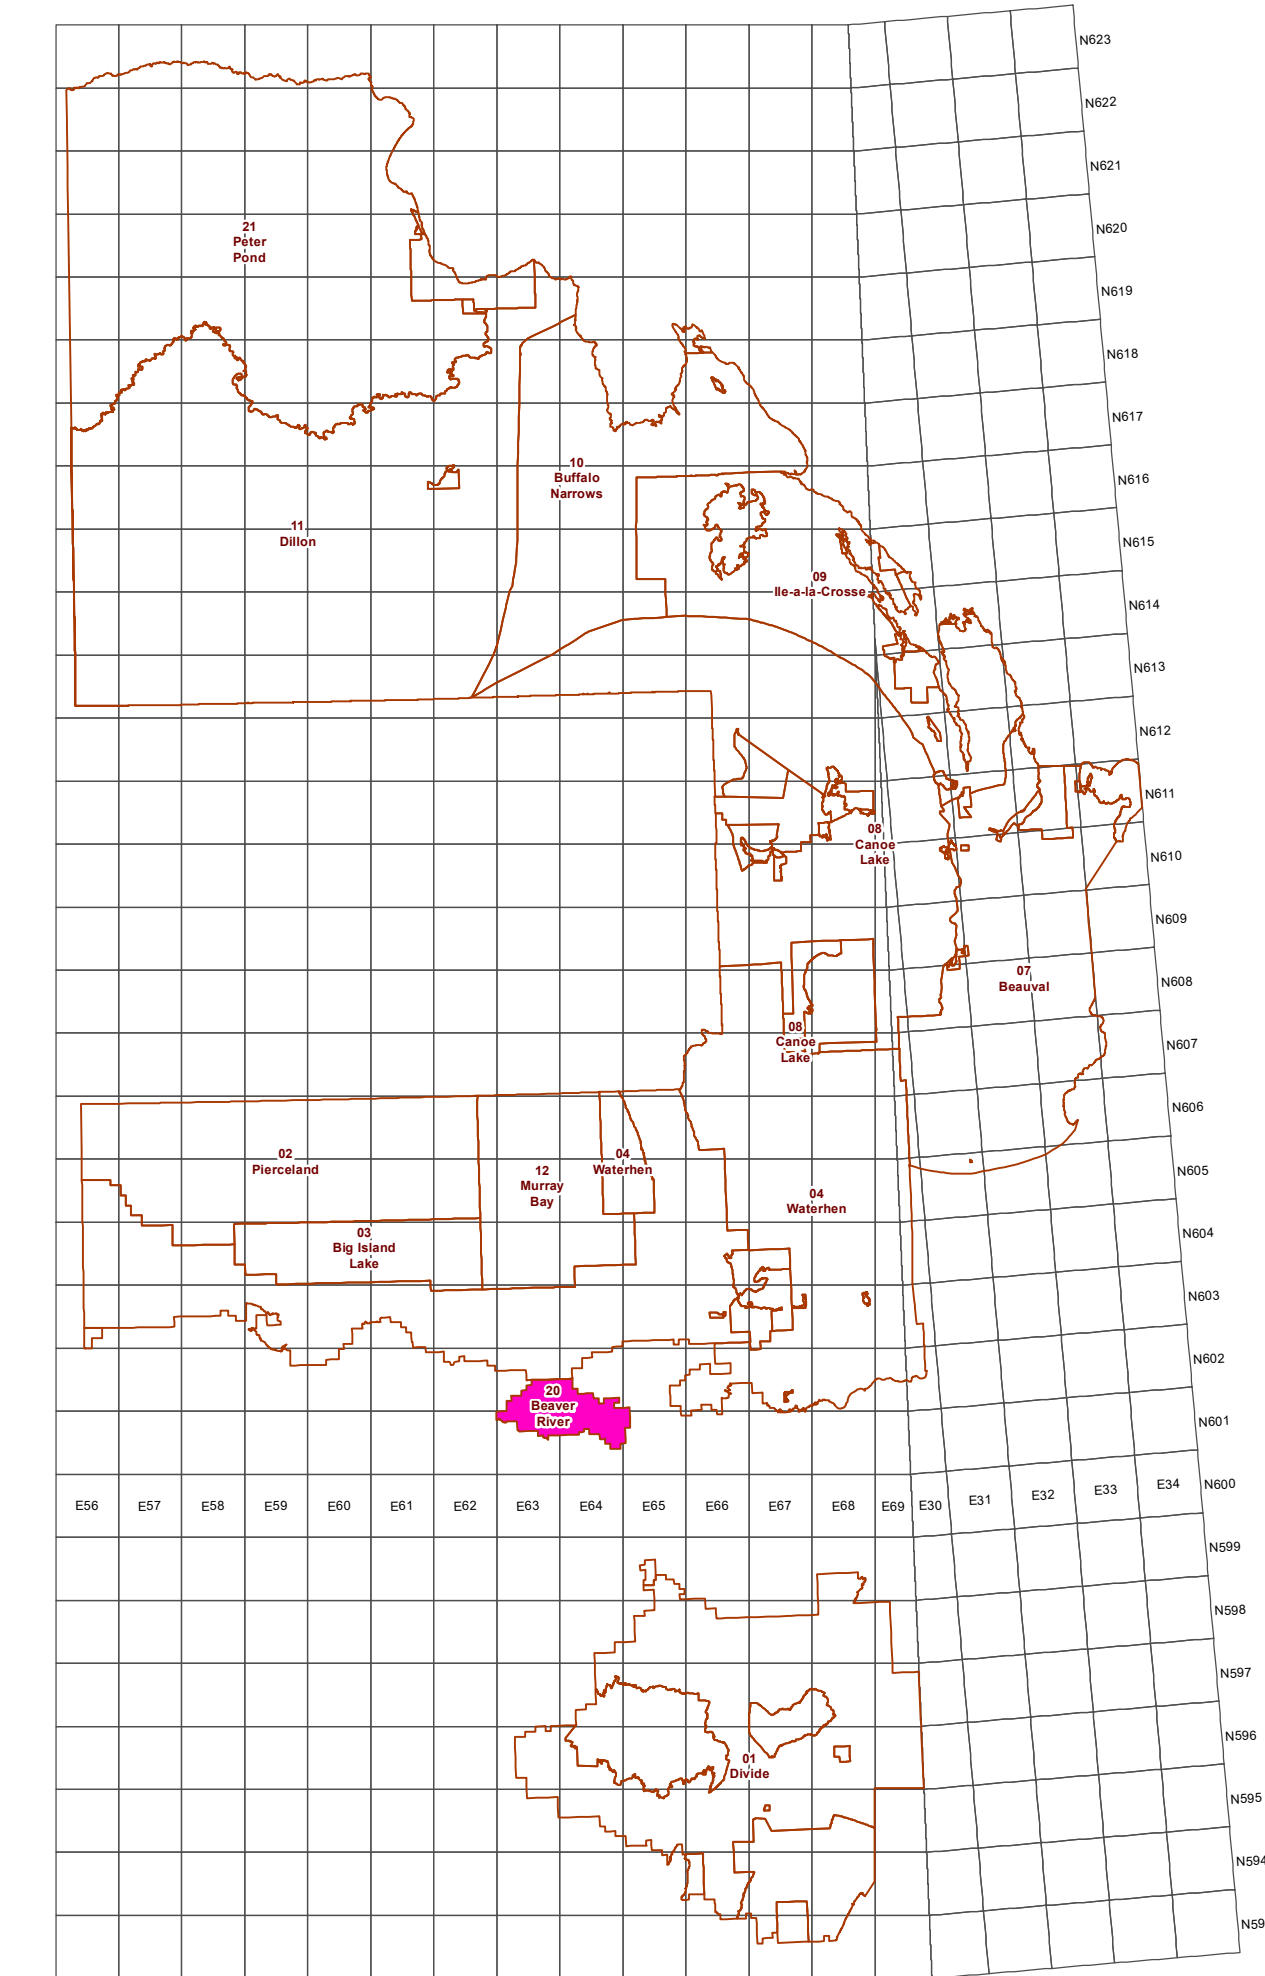 N623
N622
N621
N620
21
Peter
Pond
N619
N618
N617
10
Buffalo
Narrows
N616
11
Dillon
N615
09
Ile-a-la-Crosse
N614
N613
N612
N611
08
Canoe
Lake
N610
N609
07
Beauval
N608
08
Canoe
Lake
N607
N606
02
Pierceland
04
Waterhen
12
Murray
Bay
N605
04
Waterhen
N604
03
Big Island
Lake
N603
N602
20
Beaver
River
N601
N600
E56 E57 E58 E59 E60 E61 E62 E63 E64 E65 E66 E67 E68 E69 E30 E31 E32 E33 E34
N599
N598
N597
N596
01
Divide
N595
N594
N59